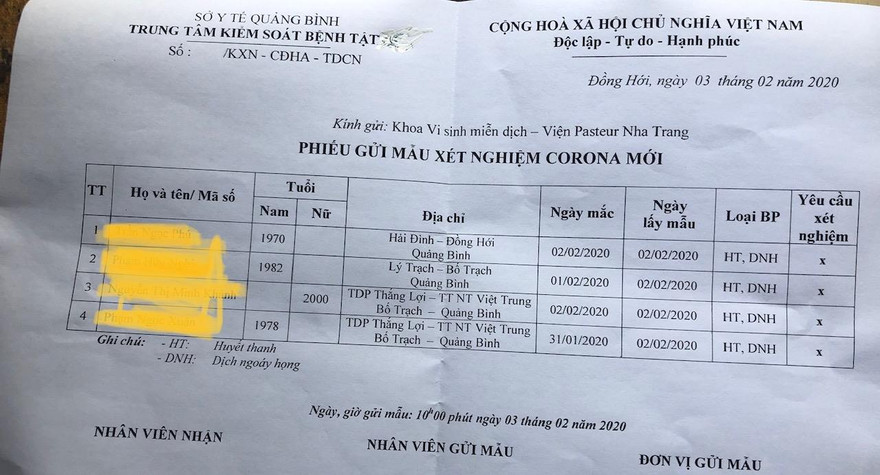 SỞ Y TẾ QUẢNG BÌNH
TRUNG TÂM KIỂM SOÁT BỆNH TẬT
Số : /KXN - CĐHA - TDCN
CỘNG HOÀ XÃ HỘI CHỦ NGHĨA VIỆT NAM
Độc lập - Tự do - Hạnh phúc
Đồng Hới, ngày 03 tháng 02 năm 2020
Kính gửi: Khoa Vi sinh miễn dịch – Viện Pasteur Nha Trang
PHIẾU GỬI MẪU XÉT NGHIỆM CORONA MỚI
TT Họ và tên/ Mã số Tuổi Nam Nữ Địa chỉ Ngày mắc Ngày lấy mẫu Loại BP Yêu cầu xét nghiệm
1 1970 Hải Đình – Đồng Hới Quảng Bình 02/02/2020 02/02/2020 HT, DNH x
2 1982 Lý Trạch – Bố Trạch Quảng Bình 01/02/2020 02/02/2020 HT, DNH x
3 2000 TDP Thắng Lợi – TT NT Việt Trung Bố Trạch – Quảng Bình 02/02/2020 02/02/2020 HT, DNH x
4 1978 TDP Thắng Lợi – TT NT Việt Trung Bố Trạch – Quảng Bình 31/01/2020 02/02/2020 HT, DNH x
Ghi chú: - HT: Huyết thanh
- DNH: Dịch ngoáy họng
Ngày, giờ gửi mẫu: 10h00 phút ngày 03 tháng 02 năm 2020
NHÂN VIÊN NHẬN
NHÂN VIÊN GỬI MẪU
ĐƠN VỊ GỬI MẪU